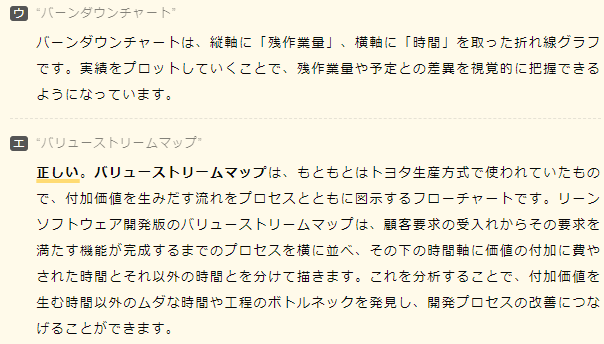 ウ “バーンダウンチャート”
バーンダウンチャートは、縦軸に「残作業量」、横軸に「時間」を取った折れ線グラフ
です。実績をプロットしていくことで、残作業量や予定との差異を視覚的に把握できる
ようになっています。
エ “バリューストリームマップ”
正しい。バリューストリームマップは、もともとはトヨタ生産方式で使われていたもの
で、付加価値を生みだす流れをプロセスとともに図示するフローチャートです。リーン
ソフトウェア開発版のバリューストリームマップは、顧客要求の受入れからその要求を
満たす機能が完成するまでのプロセスを横に並べ、その下の時間軸に価値の付加に費や
された時間とそれ以外の時間とを分けて描きます。これを分析することで、付加価値を
生む時間以外のムダな時間や工程のボトルネックを発見し、開発プロセスの改善につな
げることができます。